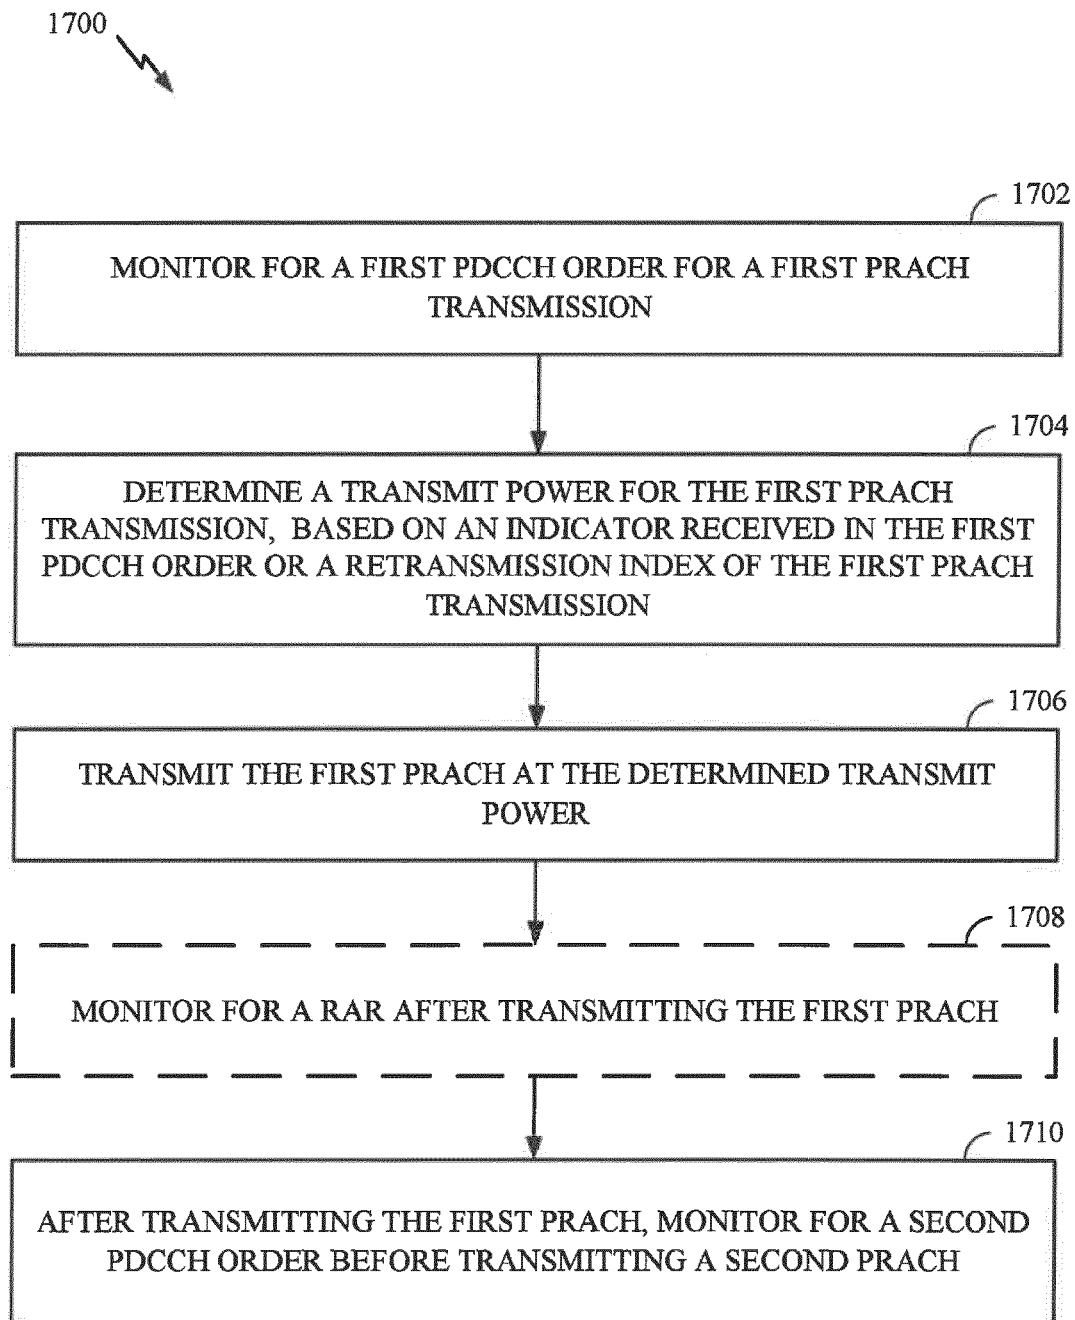 1700
1702
MONITOR FOR A FIRST PDCCH ORDER FOR A FIRST PRACH
TRANSMISSION
1704
DETERMINE A TRANSMIT POWER FOR THE FIRST PRACH
TRANSMISSION, BASED ON AN INDICATOR RECEIVED IN THE FIRST
PDCCH ORDER OR A RETRANSMISSION INDEX OF THE FIRST PRACH
TRANSMISSION
1706
TRANSMIT THE FIRST PRACH AT THE DETERMINED TRANSMIT
POWER
1708
MONITOR FOR A RAR AFTER TRANSMITTING THE FIRST PRACH
1710
AFTER TRANSMITTING THE FIRST PRACH, MONITOR FOR A SECOND
PDCCH ORDER BEFORE TRANSMITTING A SECOND PRACH